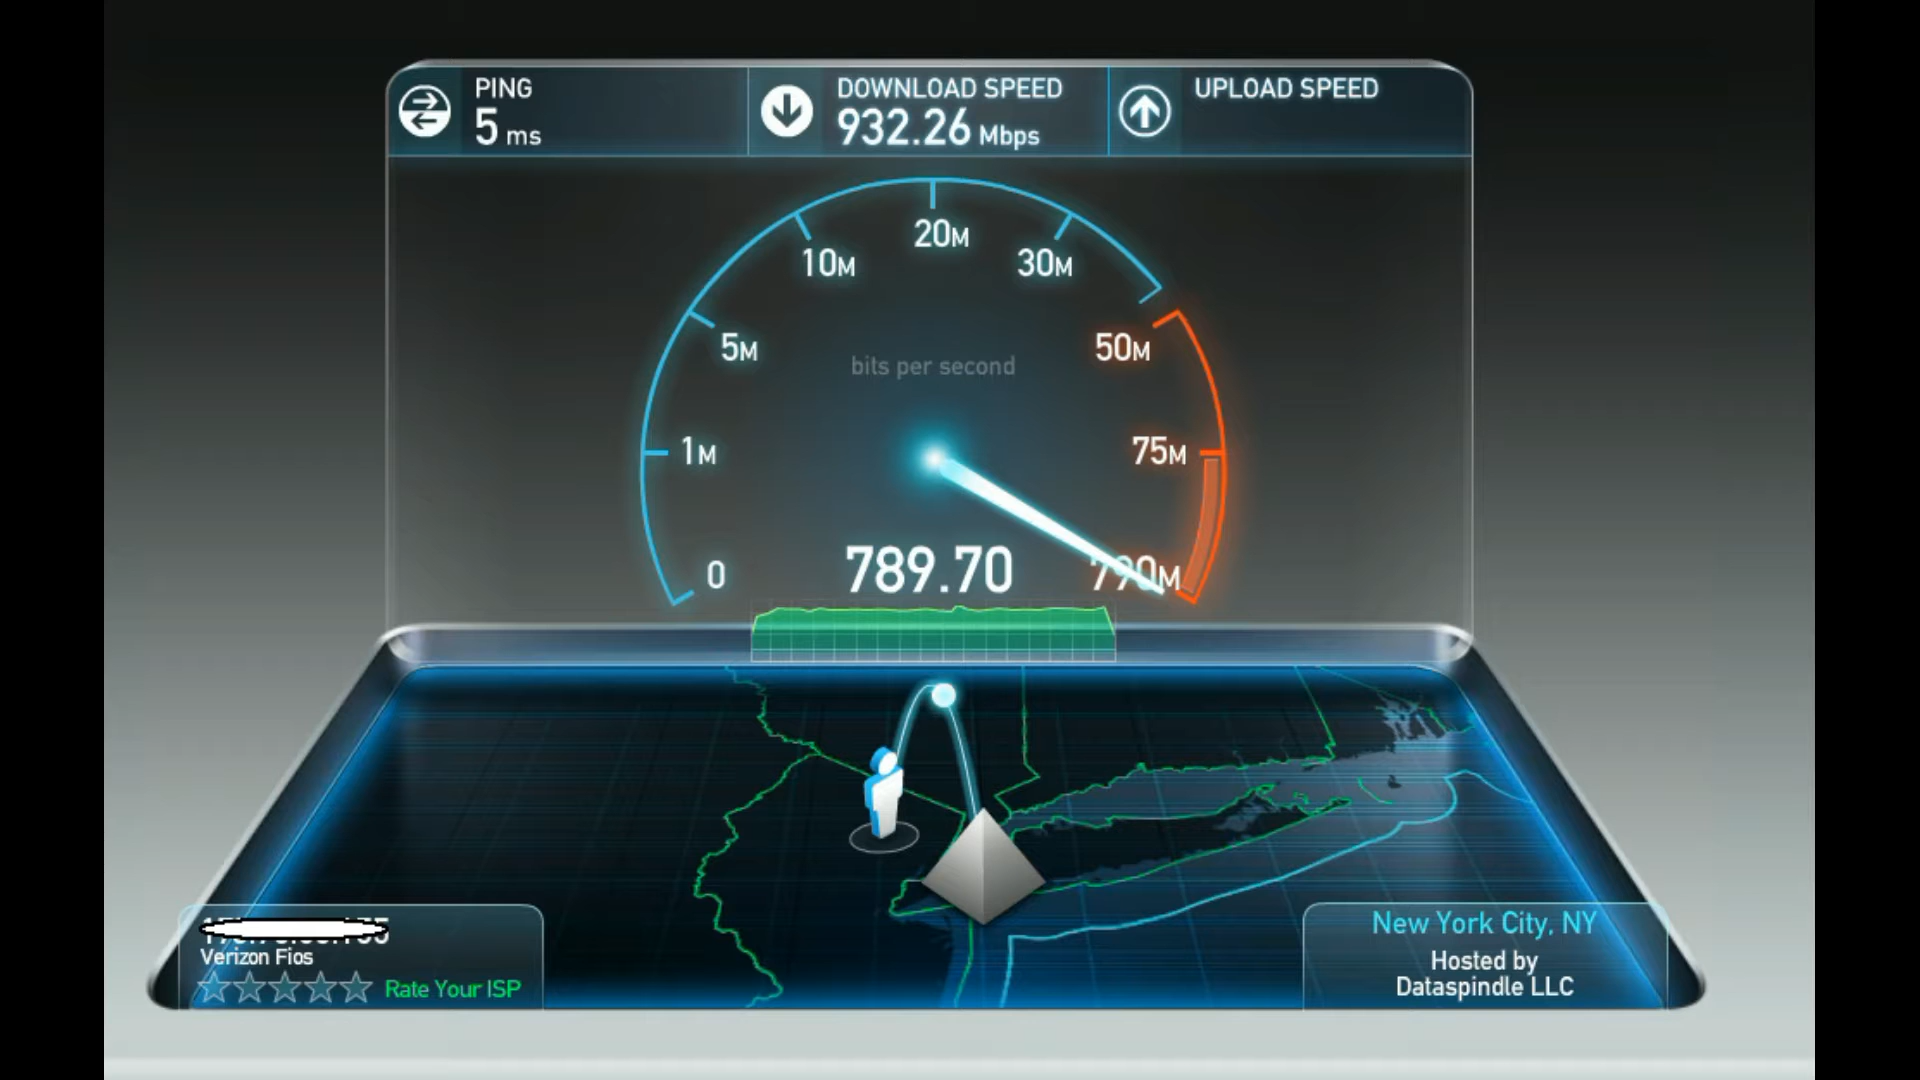 PING
5 ms
DOWNLOAD SPEED
932.26 Mbps
UPLOAD SPEED
20M
10M
30M
5M
50M
bits per second
1M
75M
0
789.70
790M
Verizon Fios
Rate Your ISP
New York City, NY
Hosted by
Dataspindle LLC